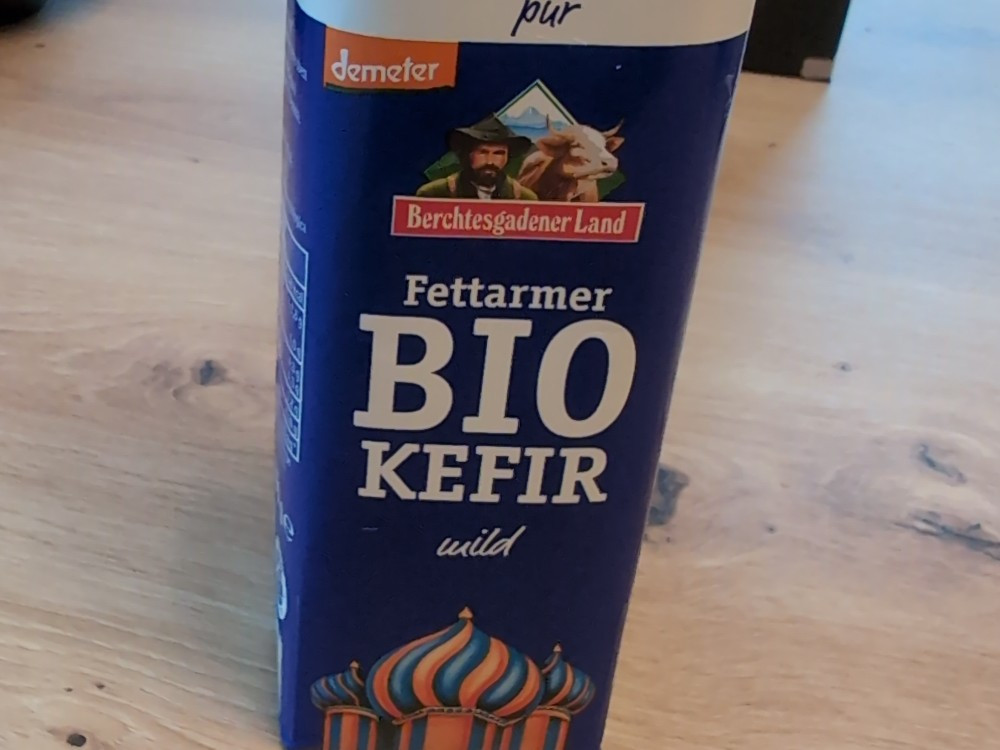 pur
demeter
Berchtesgadener Land
Fettarmer
BIO
KEFIR
mild